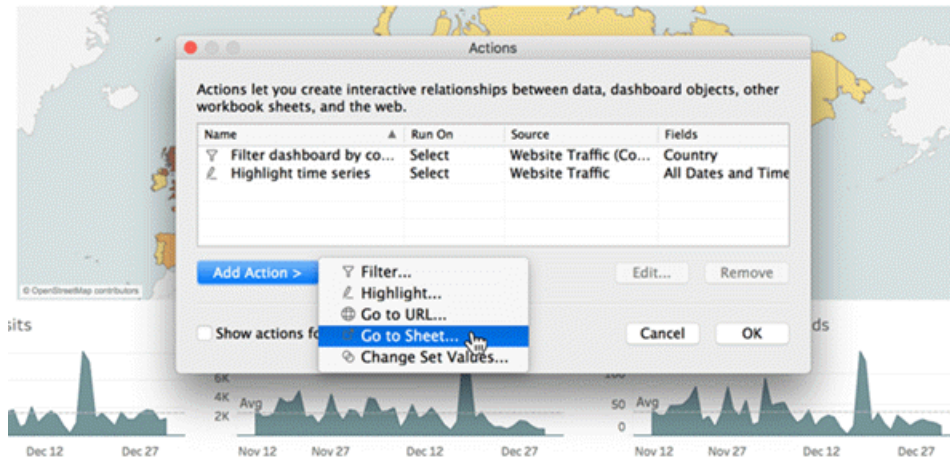 Actions
Actions let you create interactive relationships between data, dashboard objects, other
workbook sheets, and the web.
Name Run On Source Fields
Filter dashboard by co... Select Website Traffic (Co... Country
Highlight time series Select Website Traffic All Dates and Time
Add Action > Edit... Remove
Filter...
Highlight...
Go to URL...
Go to Sheet...
Change Set Values...
© OpenStreetMap contributors
Show actions fo Cancel OK
sits ds
6K
4K Avg
2K
100
50 Avg
0
Dec 12 Dec 27 Nov 12 Nov 27 Dec 12 Dec 27 Nov 12 Nov 27 Dec 12 Dec 27